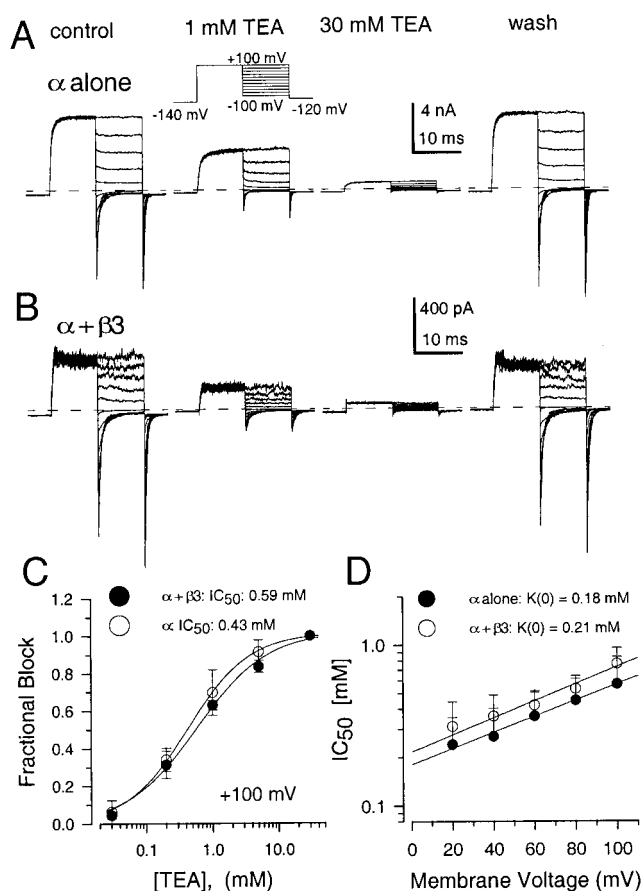 A
control
1 mM TEA
30 mM TEA
wash
α alone
+100 mV
-140 mV
-100 mV
-120 mV
4 nA
10 ms
B
α+β3
400 pA
10 ms
C
α+β3: IC50: 0.59 mM
α IC50: 0.43 mM
1.2
1.0
0.8
0.6
0.4
0.2
0.0
Fractional Block
+100 mV
0.1
1.0
10.0
[TEA], (mM)
D
α alone: K(0) = 0.18 mM
α+β3: K(0) = 0.21 mM
1.0
0.1
IC50 [mM]
0 20 40 60 80 100
Membrane Voltage (mV)